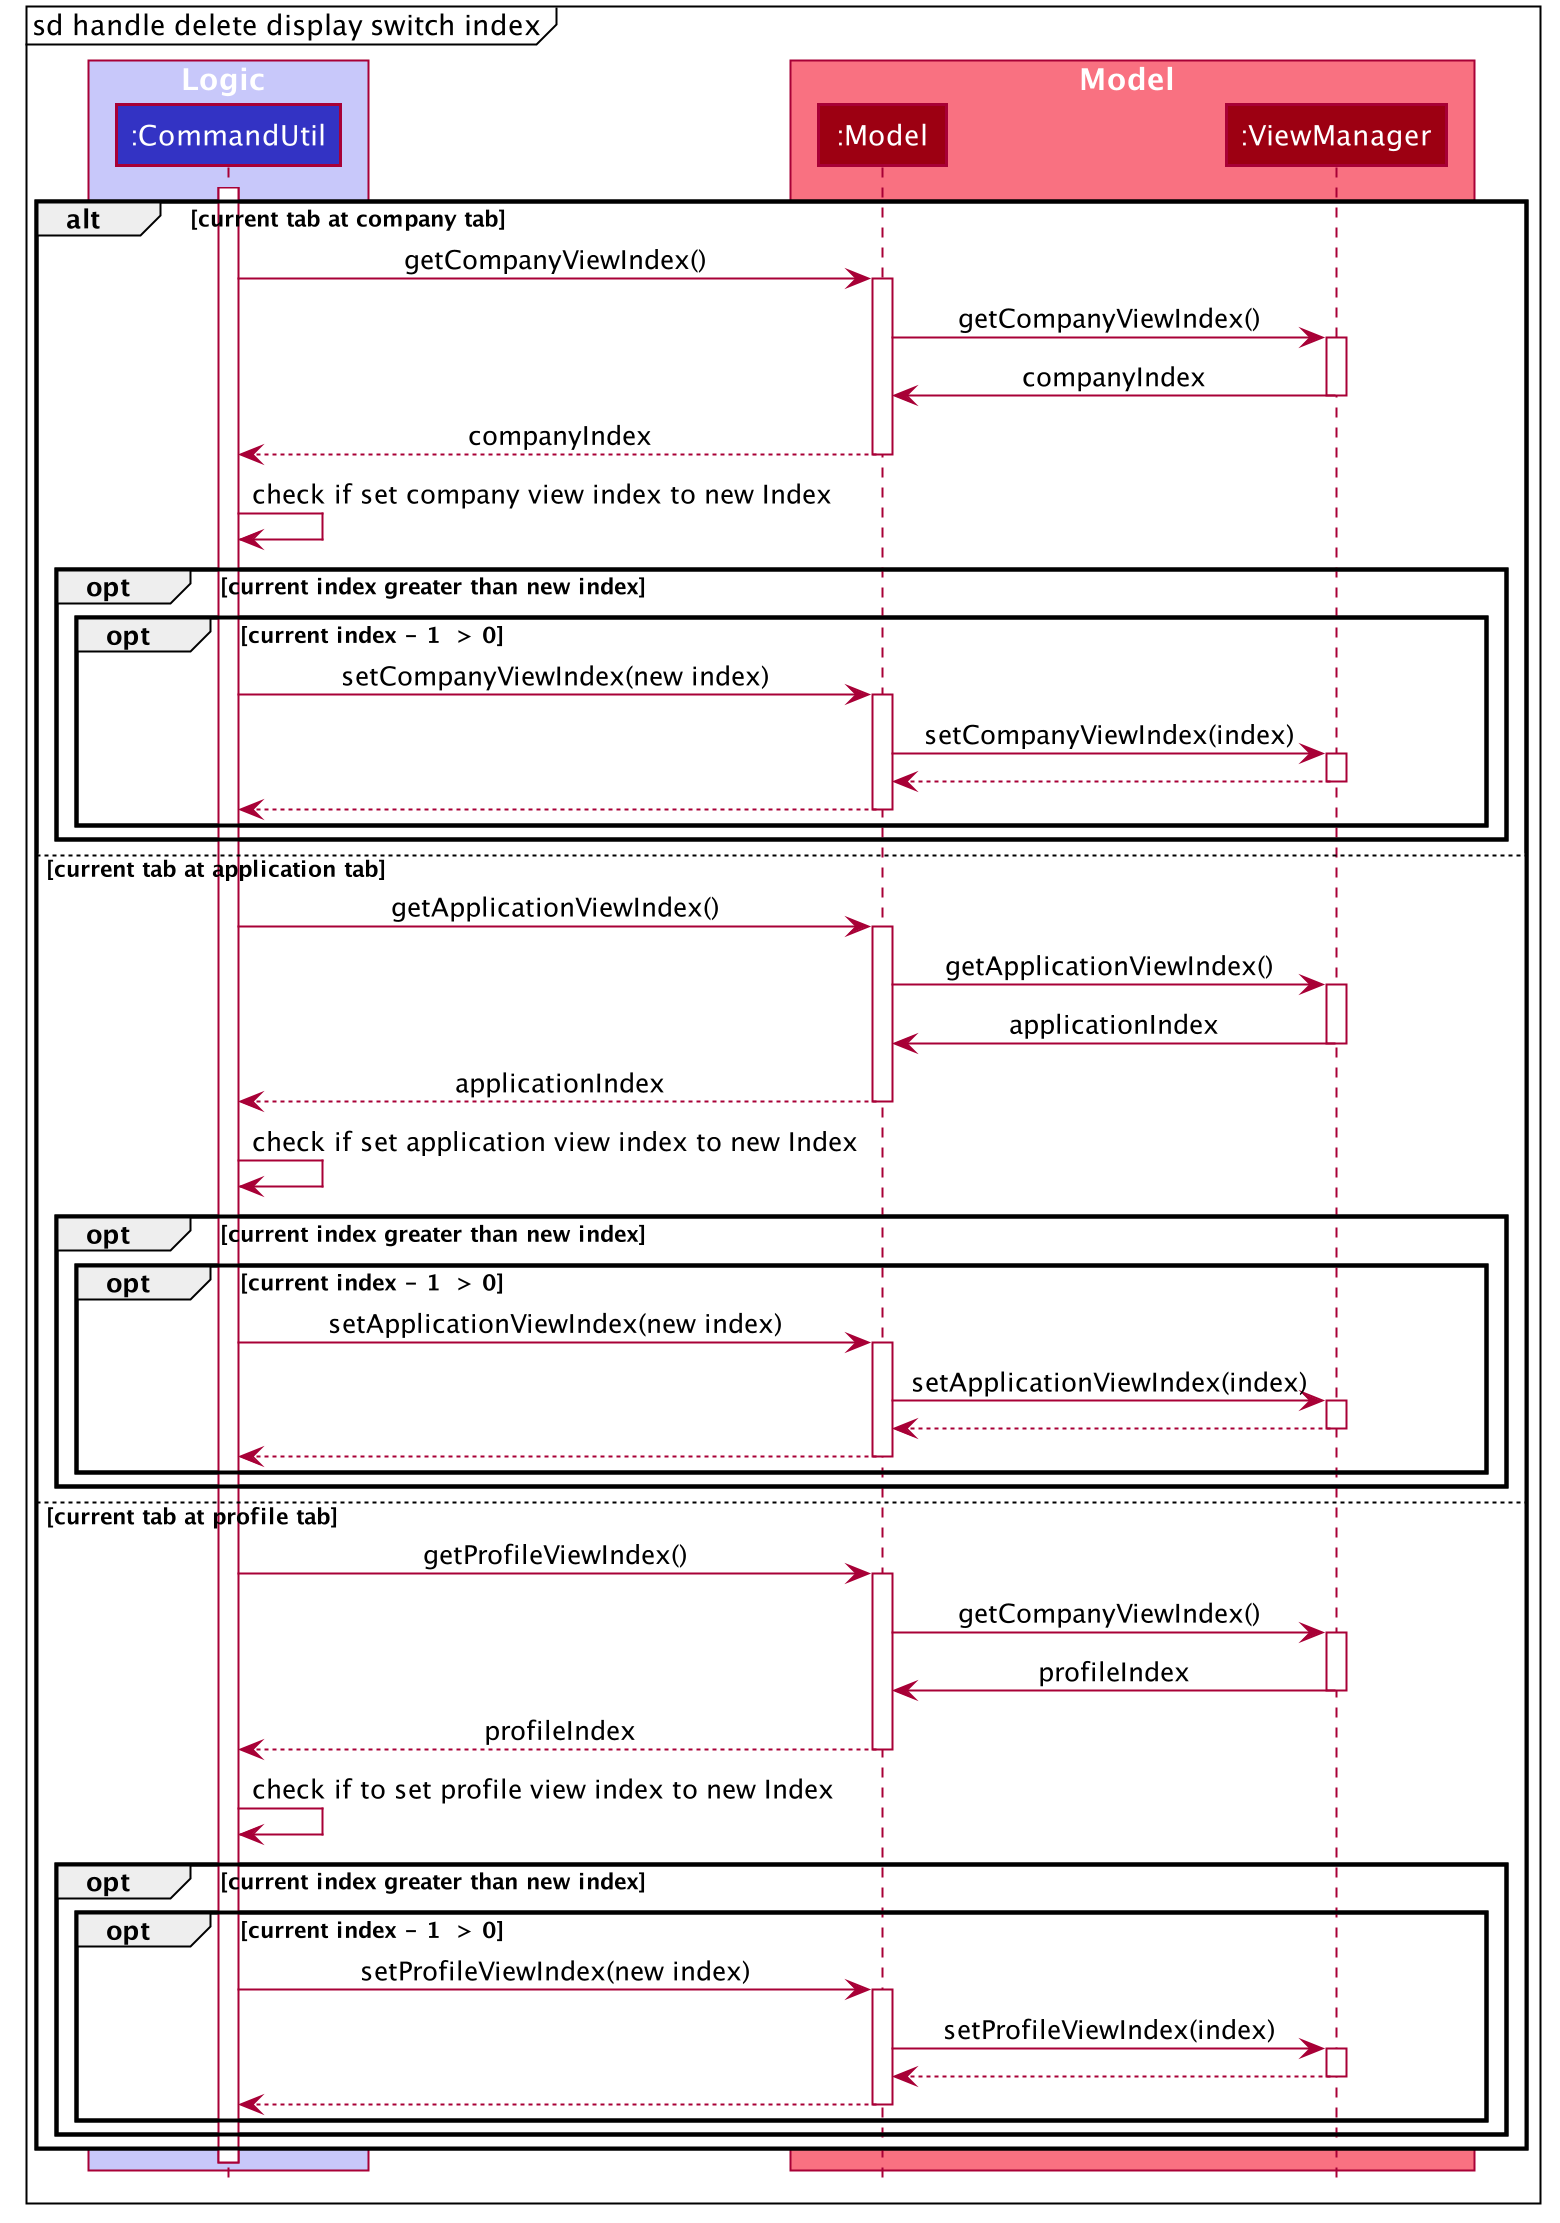 sd handle delete display switch index
Logic
Model
:CommandUtil
:Model
:ViewManager
alt
[current tab at company tab]
getCompanyViewIndex()
getCompanyViewIndex()
companyIndex
companyIndex
check if set company view index to new Index
opt
[current index greater than new index]
opt
[current index - 1 > 0]
setCompanyViewIndex(new index)
setCompanyViewIndex(index)
[current tab at application tab]
getApplicationViewIndex()
getApplicationViewIndex()
applicationIndex
applicationIndex
check if set application view index to new Index
opt
[current index greater than new index]
opt
[current index - 1 > 0]
setApplicationViewIndex(new index)
setApplicationViewIndex(index)
[current tab at profile tab]
getProfileViewIndex()
getCompanyViewIndex()
profileIndex
profileIndex
check if to set profile view index to new Index
opt
[current index greater than new index]
opt
[current index - 1 > 0]
setProfileViewIndex(new index)
setProfileViewIndex(index)